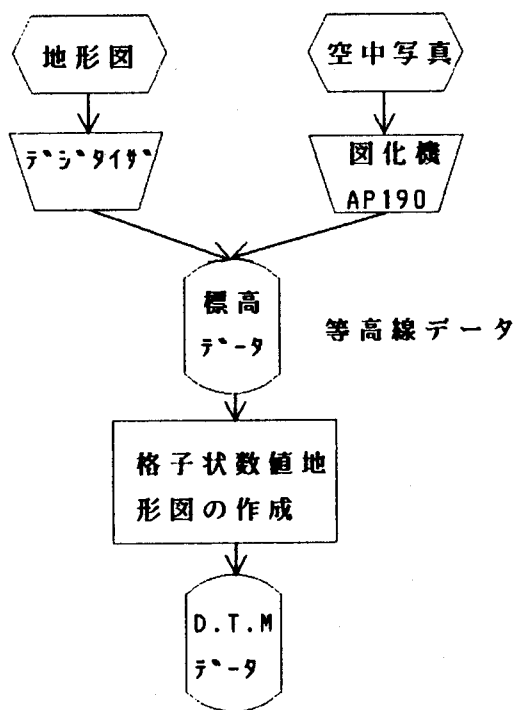 地形図
空中写真
ﾃﾞｼﾞﾀｲｻﾞ
図化機
AP190
標高
ﾃﾞｰﾀ
等高線データ
格子状数値地
形図の作成
D.T.M
ﾃﾞｰﾀ